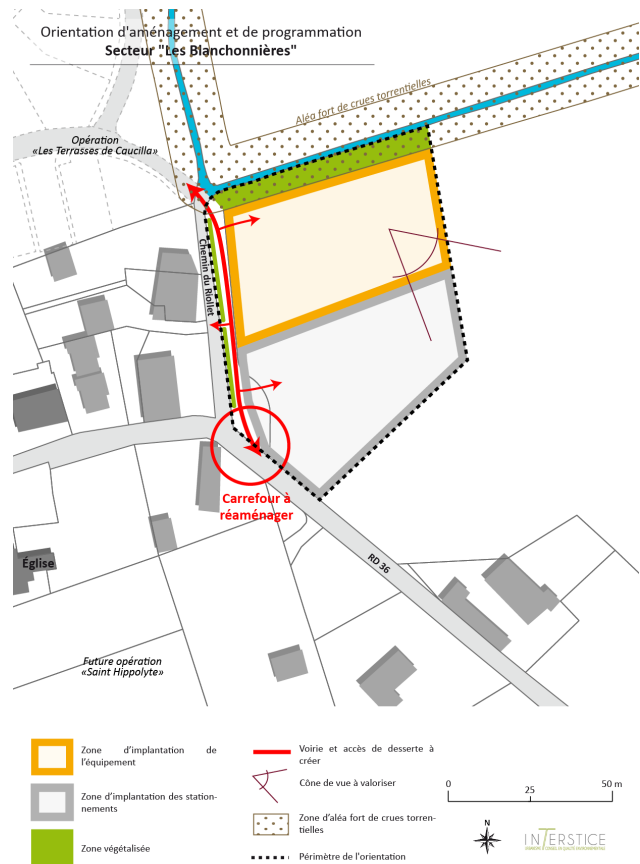 Orientation d'aménagement et de programmation
Secteur "Les Blanchonnières"
Aléa fort de crues torrentielles
Opération
«Les Terrasses de Caucilla»
Chemin du Riollet
Carrefour à
réaménager
Église
RD 36
Future opération
«Saint Hippolyte»
Zone d'implantation de
l'équipement
Zone d'implantation des station-
nements
Zone végétalisée
Voirie et accès de desserte à
créer
Cône de vue à valoriser
Zone d'aléa fort de crues torren-
tielles
Périmètre de l'orientation
0 25 50 m
N
INTERSTICE